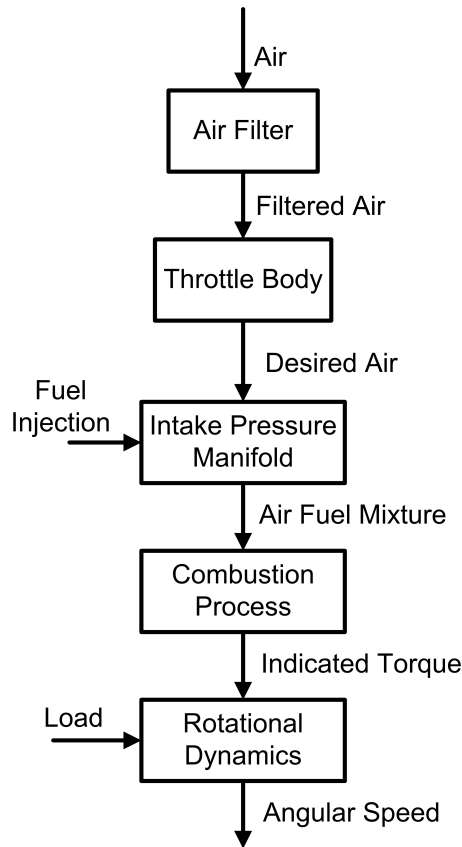 Air
Air Filter
Filtered Air
Throttle Body
Desired Air
Fuel
Injection
Intake Pressure
Manifold
Air Fuel Mixture
Combustion
Process
Indicated Torque
Load
Rotational
Dynamics
Angular Speed